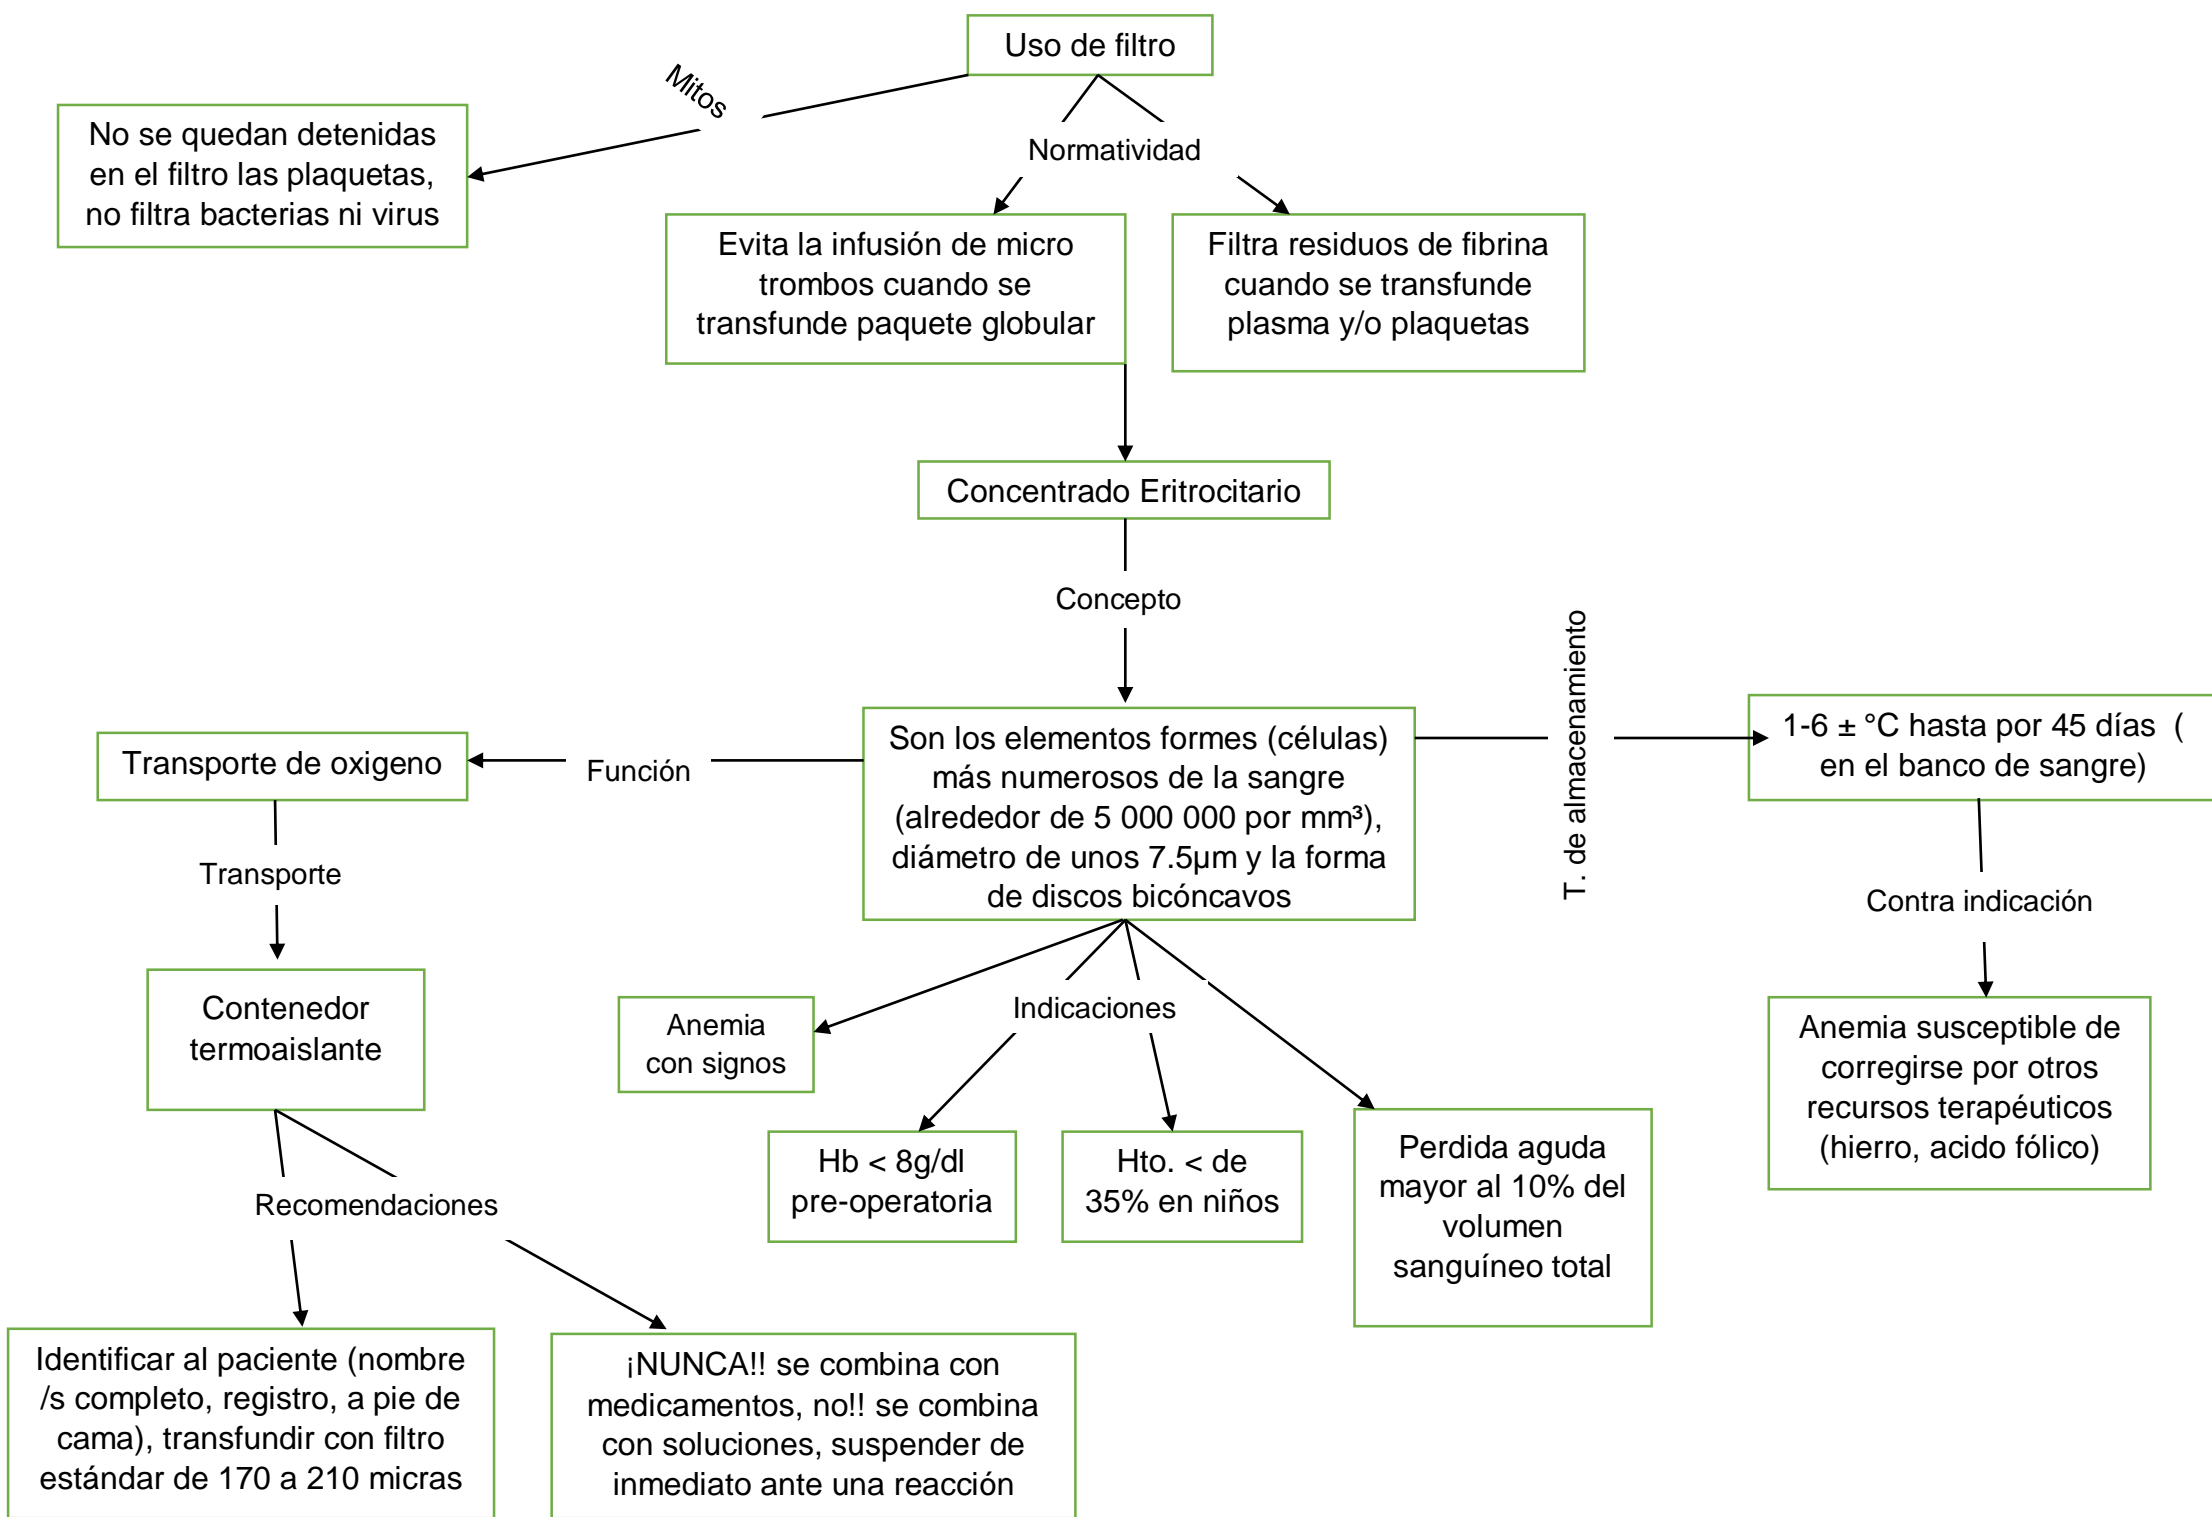 Uso de filtro
Mitos
No se quedan detenidas
en el filtro las plaquetas,
no filtra bacterias ni virus
Normatividad
Evita la infusión de micro
trombos cuando se
transfunde paquete globular
Filtra residuos de fibrina
cuando se transfunde
plasma y/o plaquetas
Concentrado Eritrocitario
Concepto
Son los elementos formes (células)
más numerosos de la sangre
(alrededor de 5 000 000 por mm³),
diámetro de unos 7.5µm y la forma
de discos bicóncavos
T. de almacenamiento
1-6 ± °C hasta por 45 días (
en el banco de sangre)
Función
Transporte de oxigeno
Transporte
Contenedor
termoaislante
Contra indicación
Anemia susceptible de
corregirse por otros
recursos terapéuticos
(hierro, acido fólico)
Indicaciones
Anemia
con signos
Hb < 8g/dl
pre-operatoria
Hto. < de
35% en niños
Perdida aguda
mayor al 10% del
volumen
sanguíneo total
Recomendaciones
Identificar al paciente (nombre
/s completo, registro, a pie de
cama), transfundir con filtro
estándar de 170 a 210 micras
¡NUNCA!! se combina con
medicamentos, no!! se combina
con soluciones, suspender de
inmediato ante una reacción